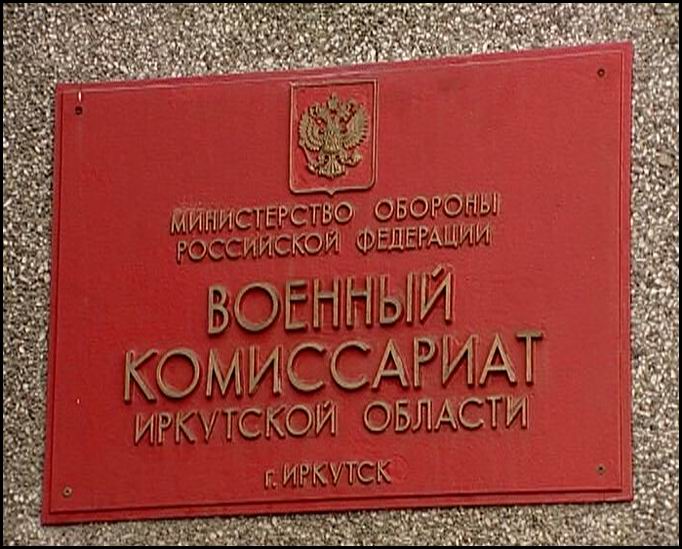 МИНИСТЕРСТВО ОБОРОНЫ
РОССИЙСКОЙ ФЕДЕРАЦИИ
ВОЕННЫЙ
КОМИССАРИАТ
ИРКУТСКОЙ ОБЛАСТИ
г. ИРКУТСК